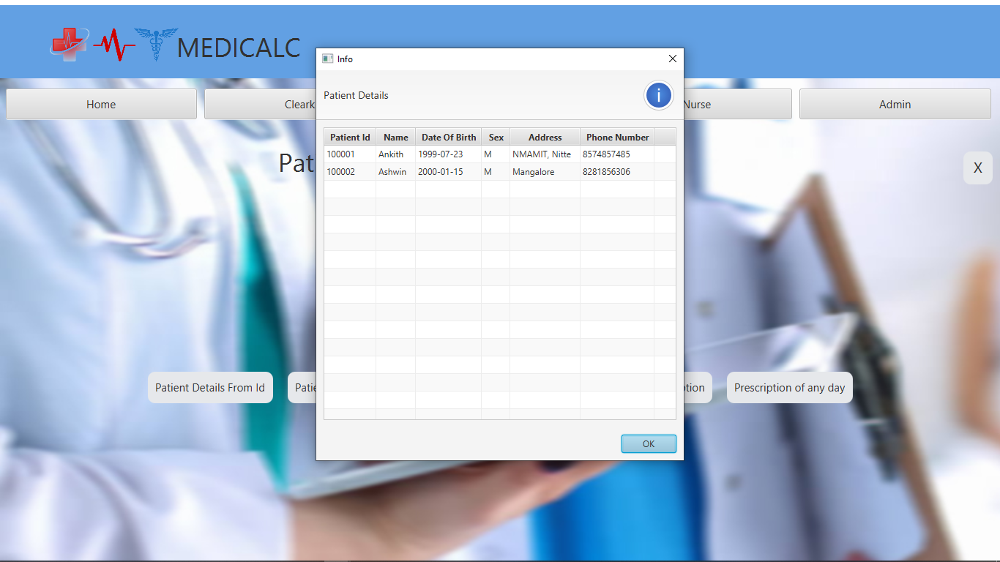 MEDICALC
Info
Patient Details
i
Home
Cleark
Nurse
Admin
Patient Id Name Date Of Birth Sex Address Phone Number
100001 Ankith 1999-07-23 M NMAMIT, Nitte 8574857485
100002 Ashwin 2000-01-15 M Mangalore 8281856306
Pat
X
Patient Details From Id
Patie
tion
Prescription of any day
OK